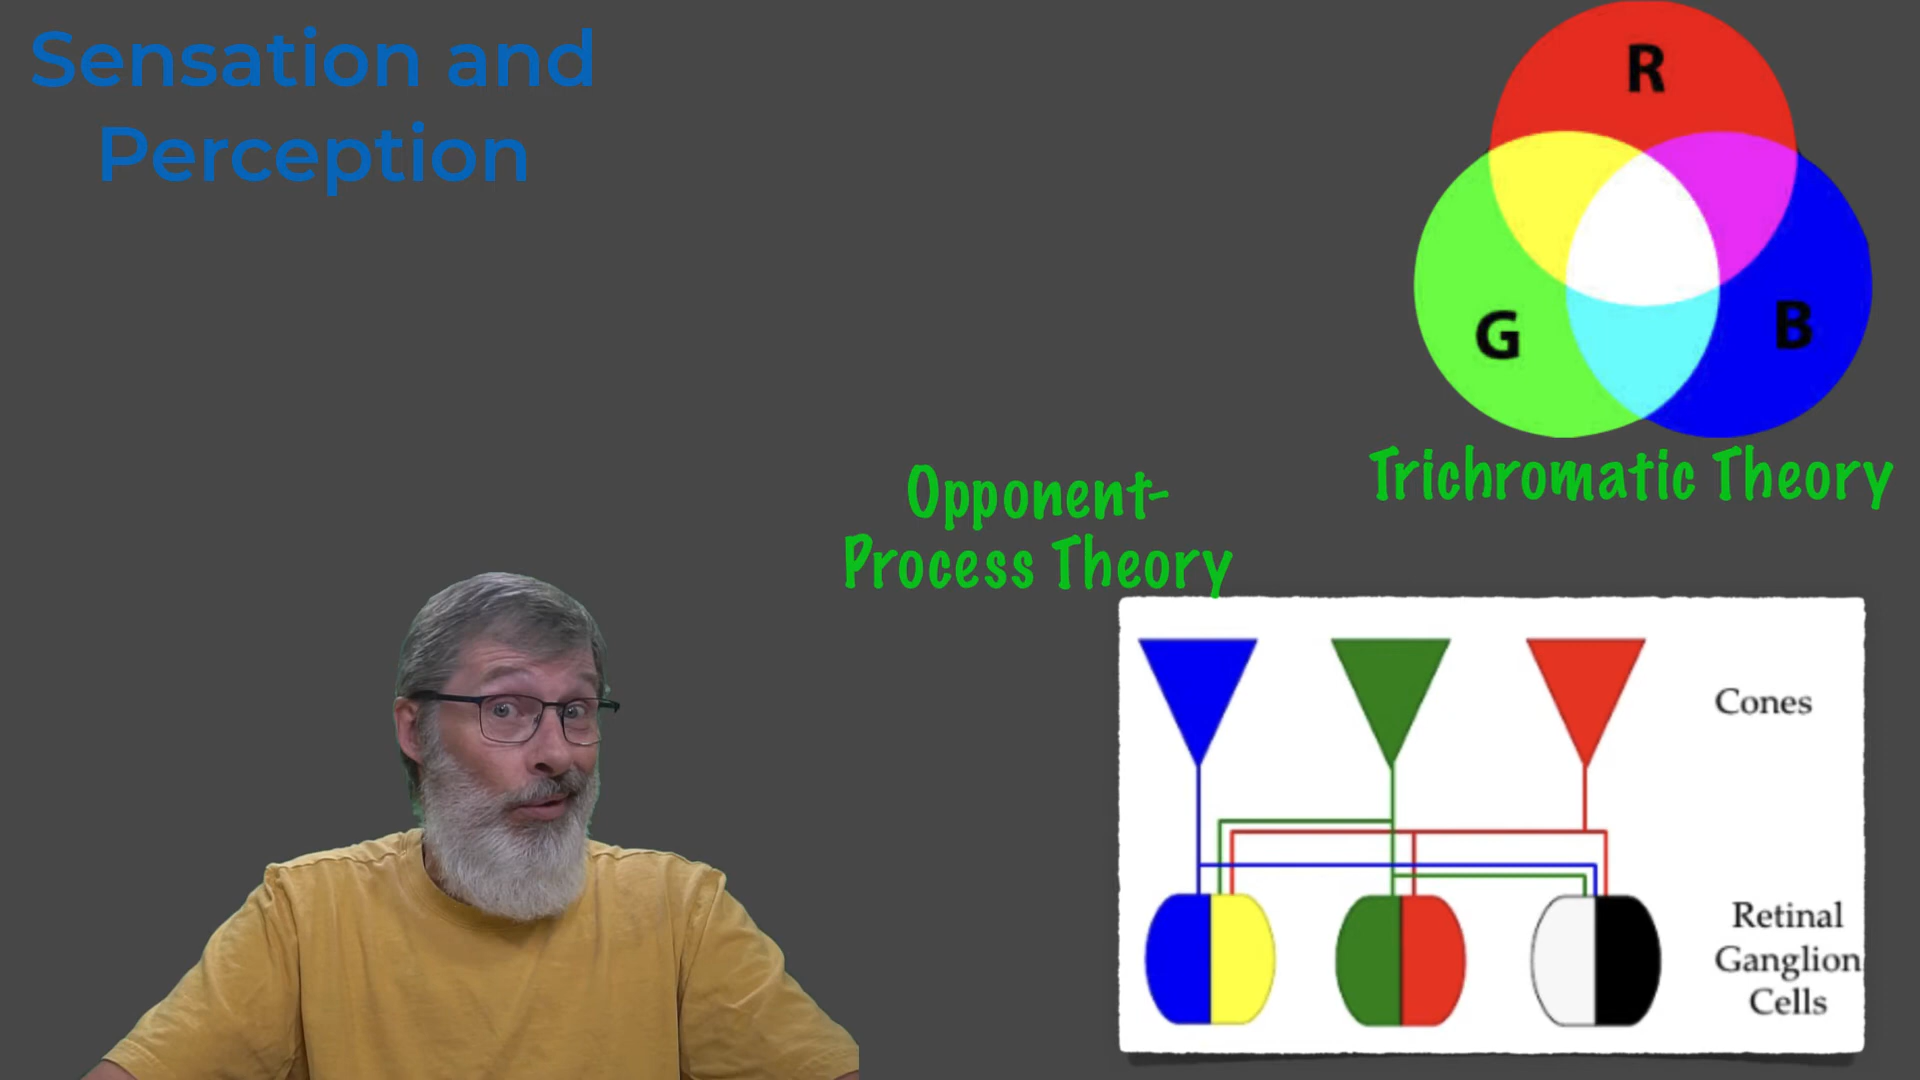 Sensation and
Perception
R
G
B
Trichromatic Theory
Opponent-
Process Theory
Cones
Retinal
Ganglion
Cells